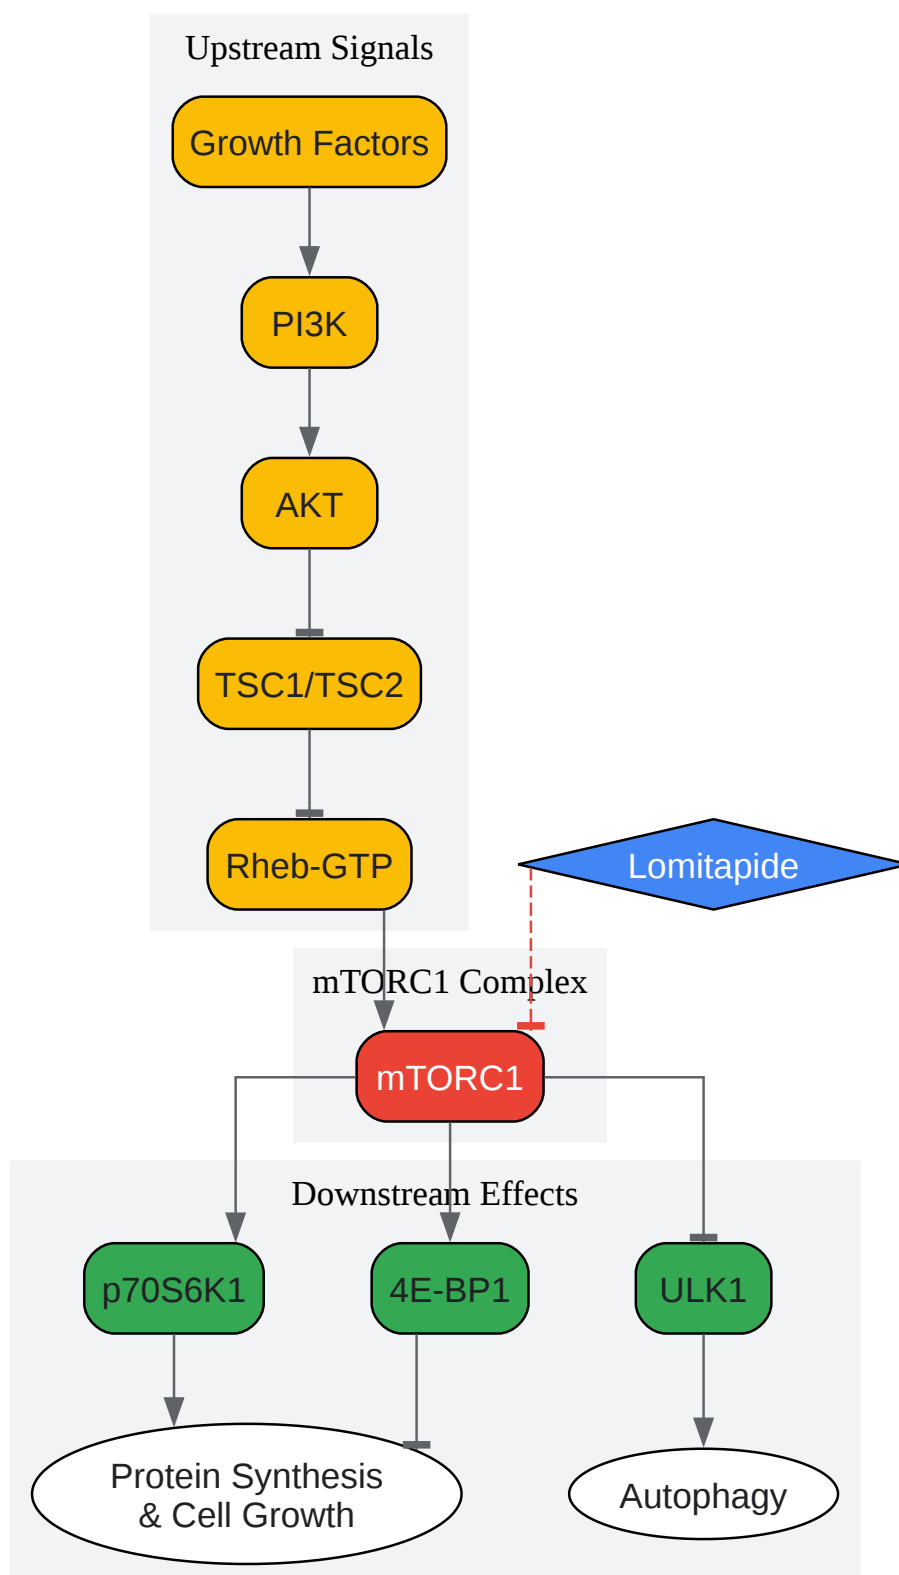 Upstream Signals
Growth Factors
PI3K
AKT
TSC1/TSC2
Rheb-GTP
Lomitapide
mTORC1 Complex
mTORC1
Downstream Effects
p70S6K1
4E-BP1
ULK1
Protein Synthesis
& Cell Growth
Autophagy